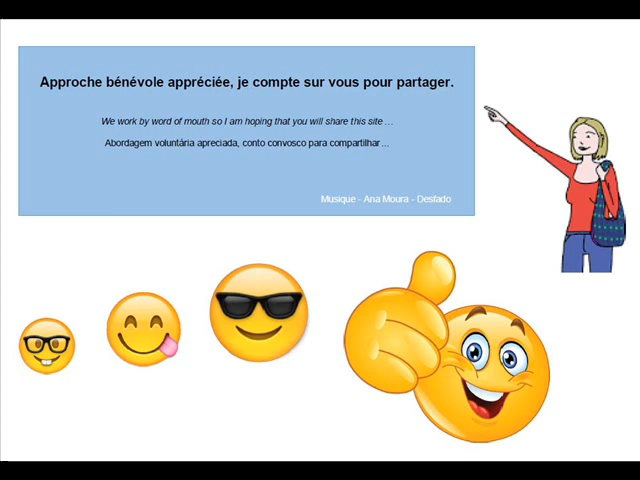 Approche bénévole appréciée, je compte sur vous pour partager.
We work by word of mouth so I am hoping that you will share this site ...
Abordagem voluntária apreciada, conto convosco para compartilhar...
Musique - Ana Moura - Desfado